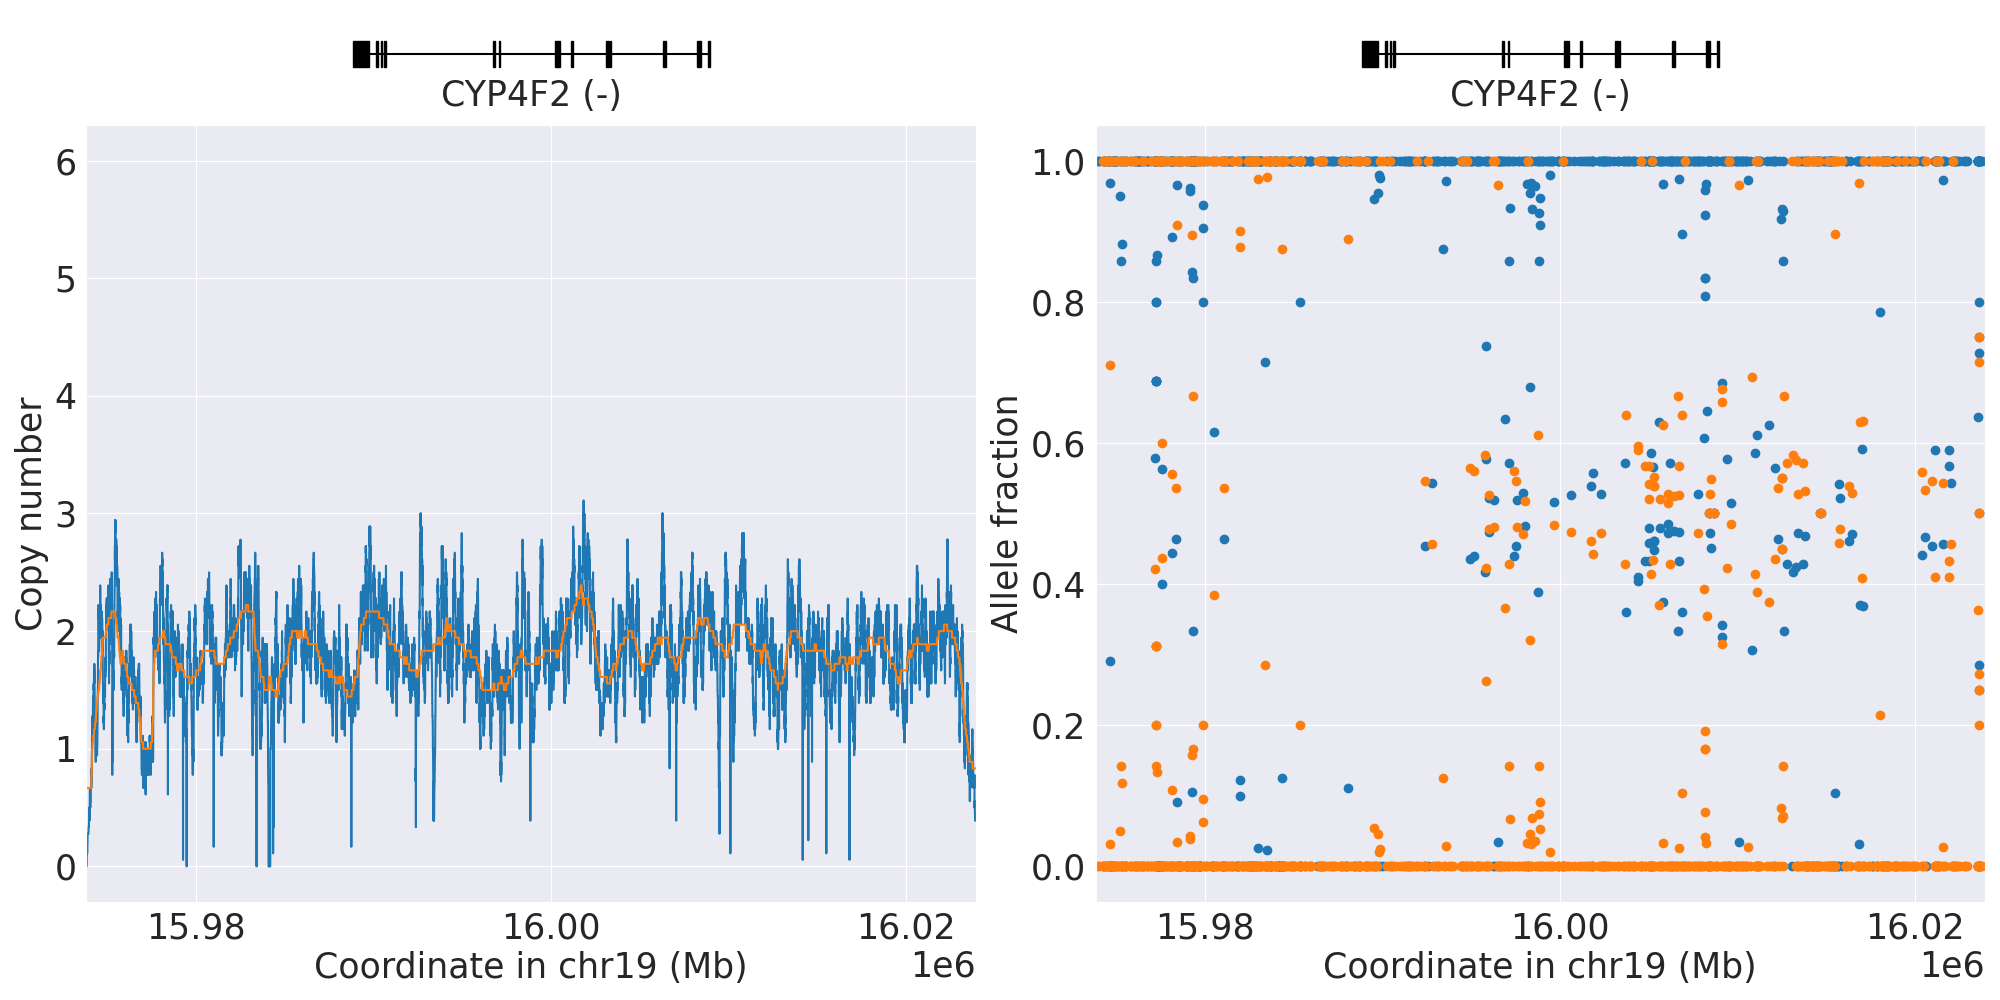 CYP4F2 (-)
Copy number
6
5
4
3
2
1
0
15.98
16.00
16.02
Coordinate in chr19 (Mb)
1e6
CYP4F2 (-)
Allele fraction
1.0
0.8
0.6
0.4
0.2
0.0
15.98
16.00
16.02
Coordinate in chr19 (Mb)
1e6